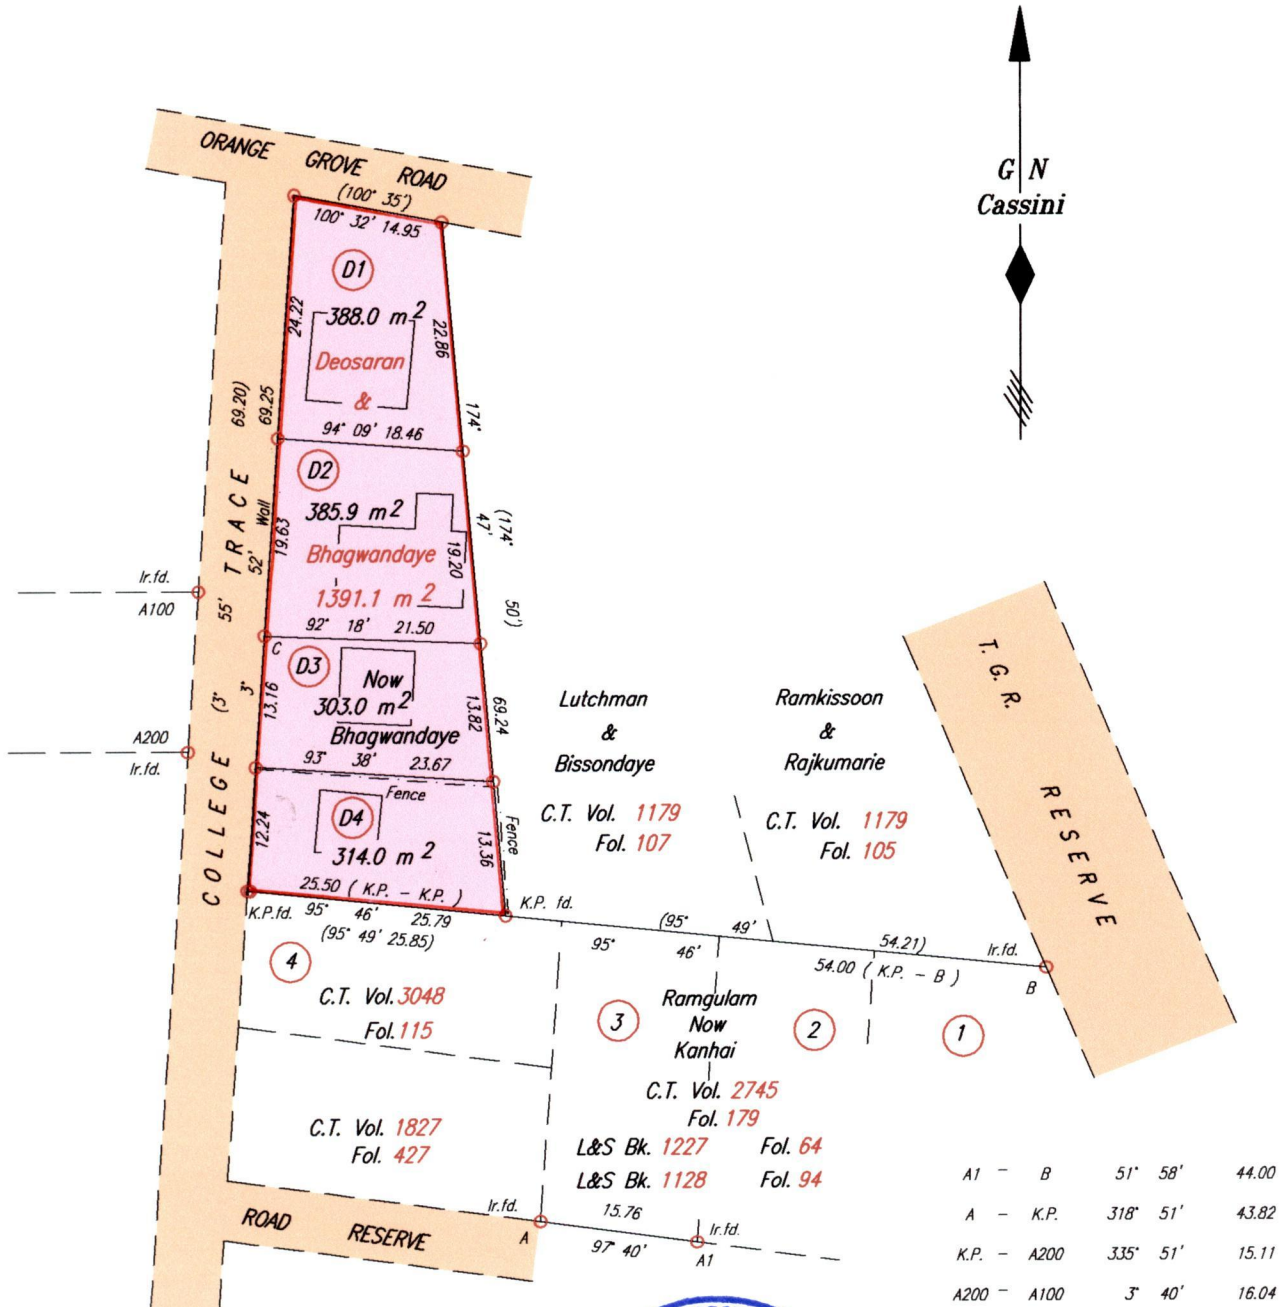 ORANGE GROVE ROAD
(100° 35')
100° 32' 14.95
G N
Cassini
D1
388.0 m²
24.22
22.86
Deosaran
&
69.20)
69.25
174°
94° 09' 18.46
D2
385.9 m²
Wall
19.63
52'
Bhagwandaye
1391.1 m²
19.20
47'
(174°
50')
TRACE
Ir.fd.
A100
55'
92° 18' 21.50
C
D3
Now
303.0 m²
13.16
13.82
69.24
(3°
3°
Bhagwandaye
93° 38' 23.67
A200
Ir.fd.
COLLEGE
Fence
D4
314.0 m²
12.24
13.36
Fence
25.50 ( K.P. - K.P. )
K.P.fd. 95° 46' 25.79
(95° 49' 25.85)
K.P. fd.
Lutchman
&
Bissondaye
C.T. Vol. 1179
Fol. 107
Ramkissoon
&
Rajkumarie
C.T. Vol. 1179
Fol. 105
T. G. R.
RESERVE
(95° 49' 54.21)
95° 46' 54.00 ( K.P. - B )
Ir.fd.
B
4
C.T. Vol. 3048
Fol. 115
3
Ramgulam
Now
Kanhai
2
1
C.T. Vol. 2745
Fol. 179
L&S Bk. 1227 Fol. 64
L&S Bk. 1128 Fol. 94
C.T. Vol. 1827
Fol. 427
ROAD RESERVE
Ir.fd.
A
15.76
97° 40'
Ir.fd.
A1
A1 - B 51° 58' 44.00
A - K.P. 318° 51' 43.82
K.P. - A200 335° 51' 15.11
A200 - A100 3° 40' 16.04